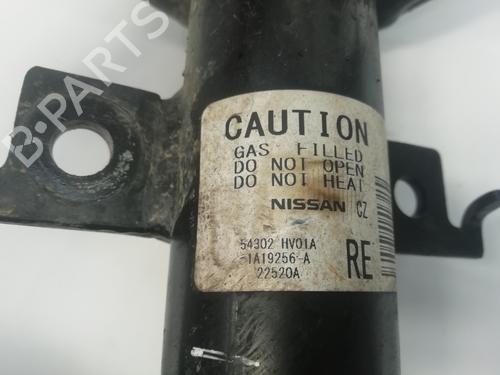 B-PARTS
CAUTION
GAS FILLED
DO NOT OPEN
DO NOT HEAT
NISSAN CZ
54302 HV01A
1A19256-A RE
22520A